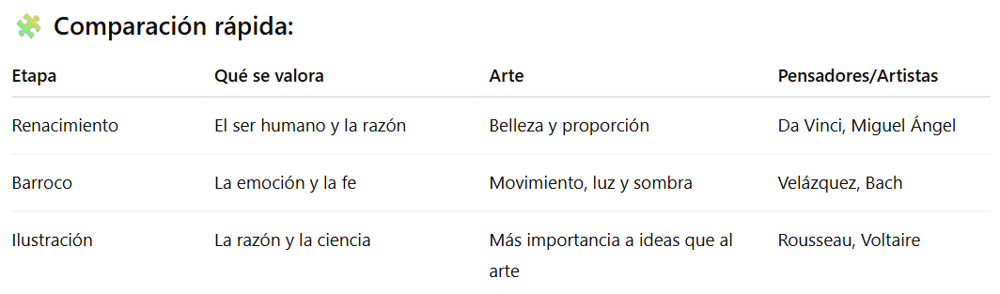 Comparación rápida:
Etapa Qué se valora Arte Pensadores/Artistas
Renacimiento El ser humano y la razón Belleza y proporción Da Vinci, Miguel Ángel
Barroco La emoción y la fe Movimiento, luz y sombra Velázquez, Bach
Ilustración La razón y la ciencia Más importancia a ideas que al Rousseau, Voltaire
arte